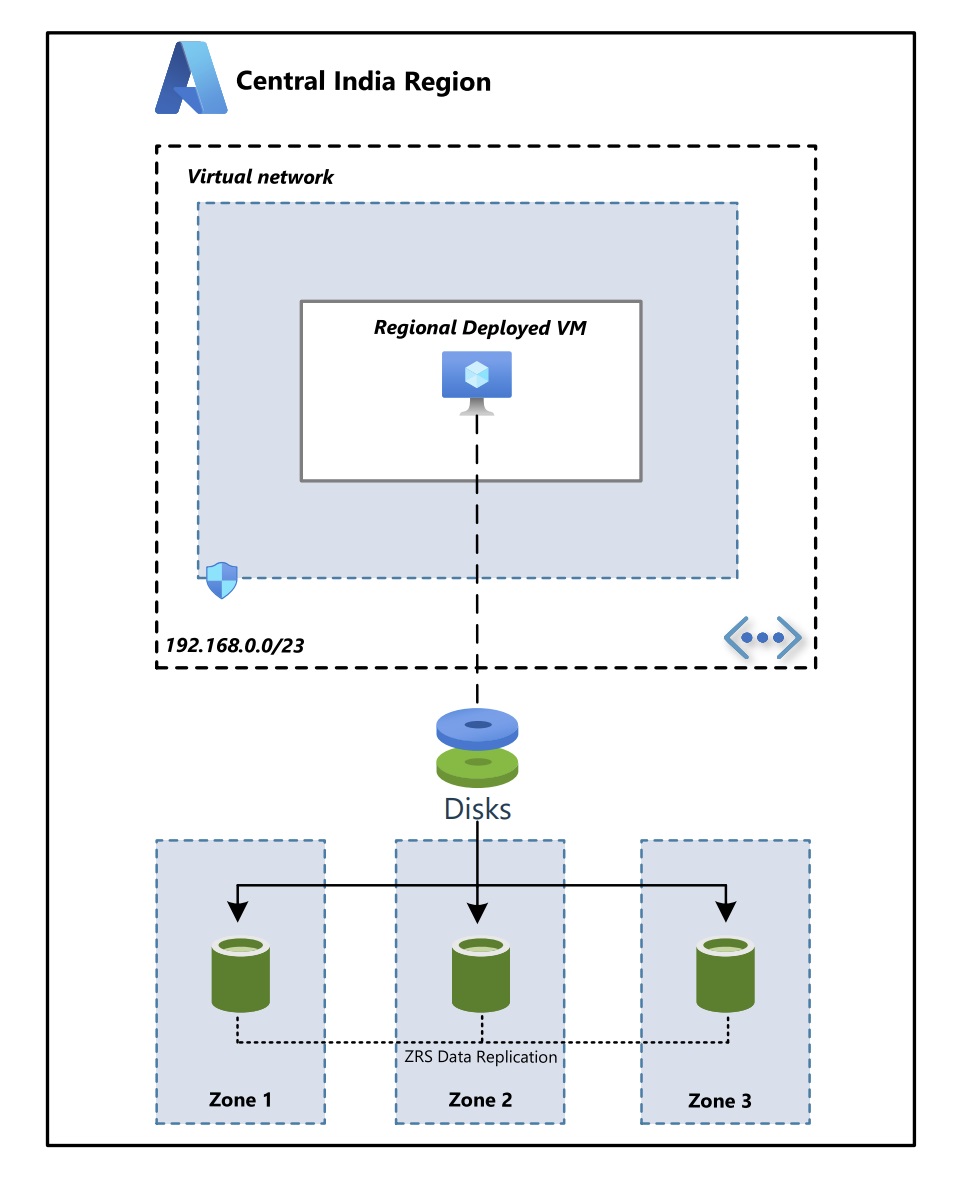 Central India Region
Virtual network
Regional Deployed VM
192.168.0.0/23
Disks
ZRS Data Replication
Zone 1
Zone 2
Zone 3